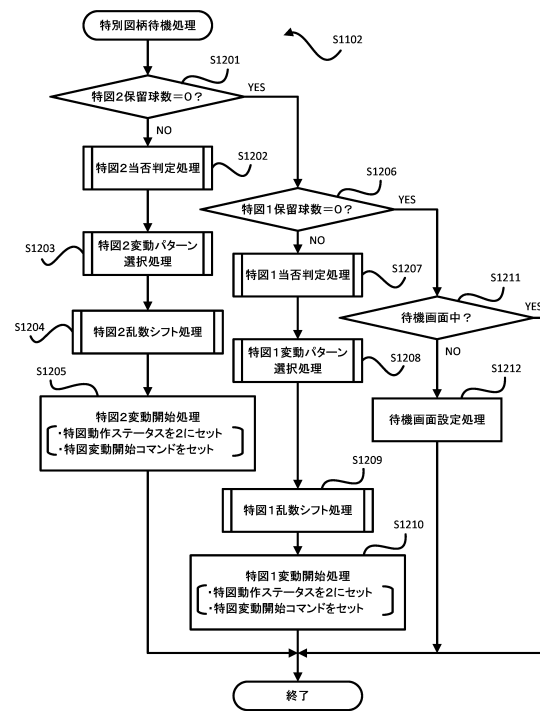 特別図柄待機処理
S1102
S1201
特図2保留球数=0?
YES
NO
S1202
特図2当否判定処理
S1206
特図1保留球数=0?
YES
NO
S1203
特図2変動パターン
選択処理
S1207
特図1当否判定処理
S1211
待機画面中?
YES
NO
S1204
特図2乱数シフト処理
S1208
特図1変動パターン
選択処理
S1205
特図2変動開始処理
・特図動作ステータスを2にセット
・特図変動開始コマンドをセット
S1212
待機画面設定処理
S1209
特図1乱数シフト処理
S1210
特図1変動開始処理
・特図動作ステータスを2にセット
・特図変動開始コマンドをセット
終了